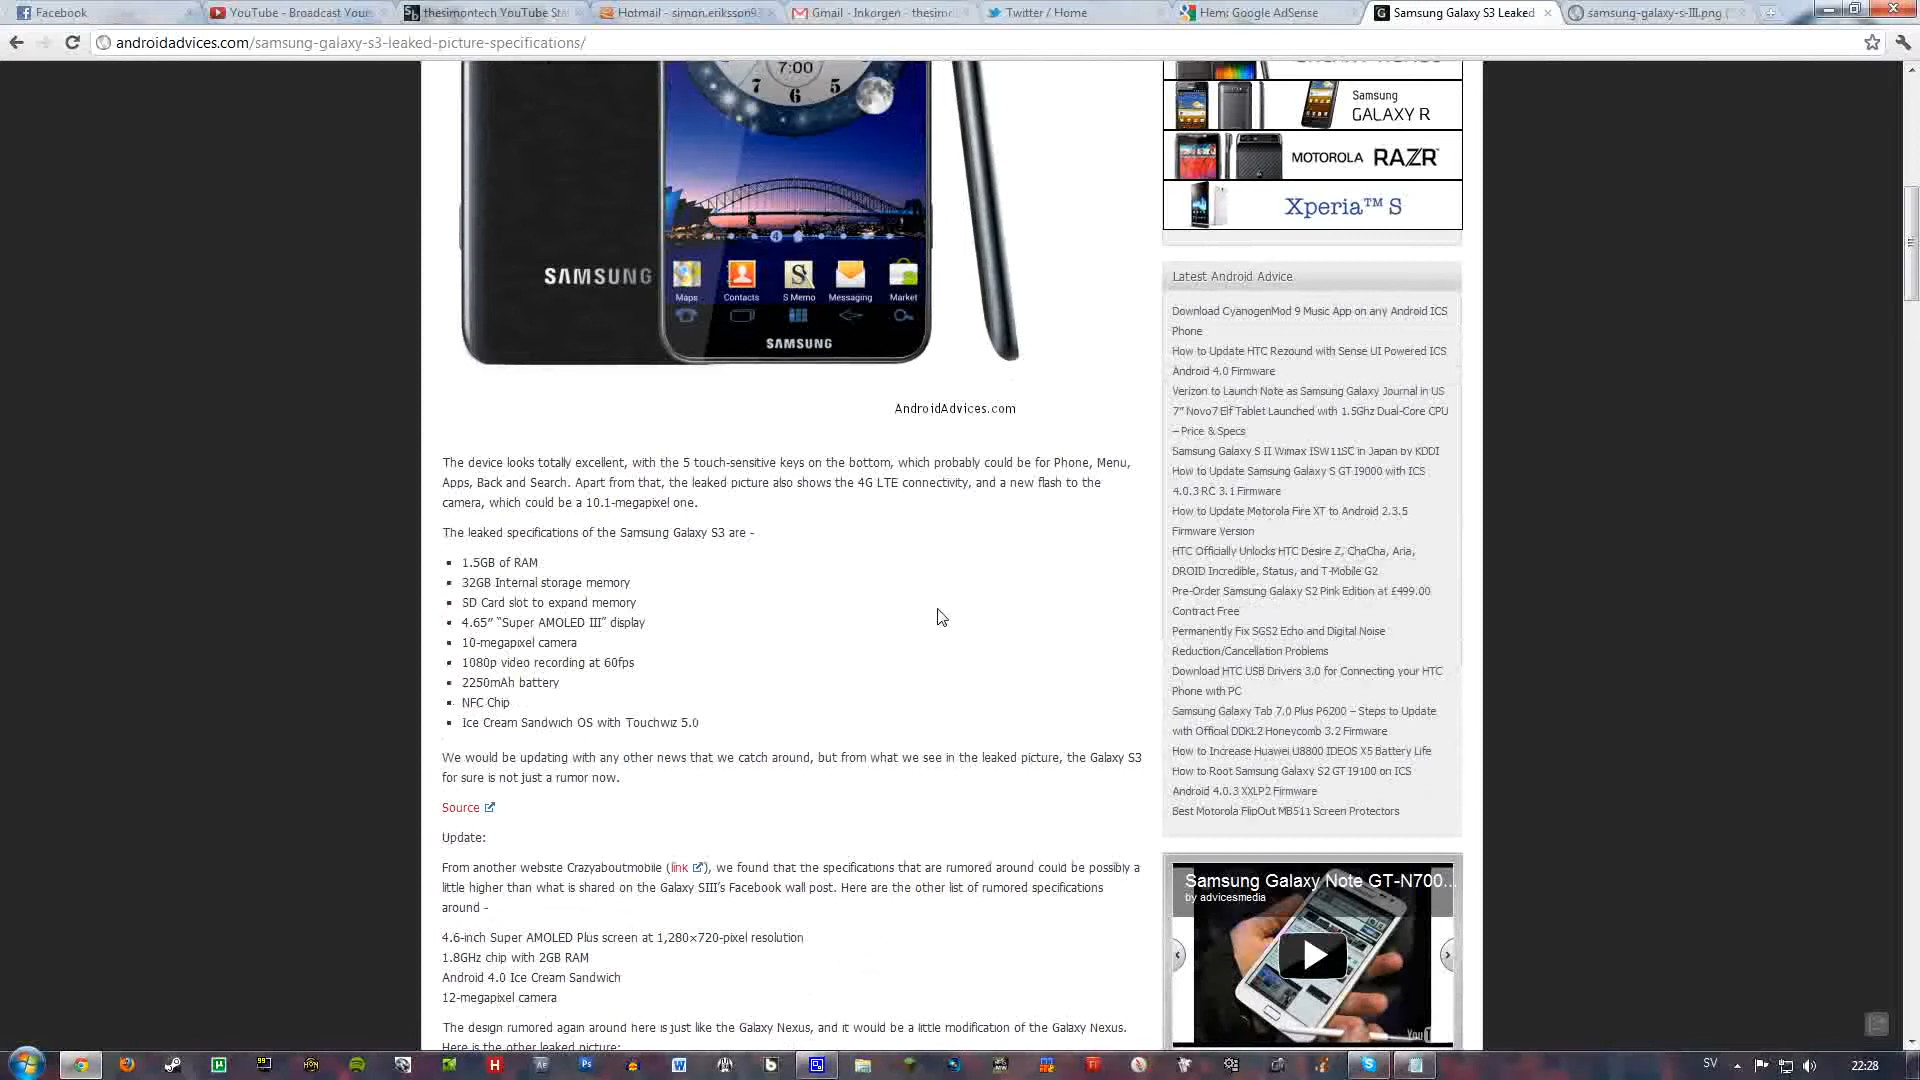 Facebook
YouTube - Broadcast Your
thesimontech YouTube Sta
Hotmail - simon.eriksson9
Gmail - Inkorgen - thesim
Twitter / Home
Hem: Google AdSense
Samsung Galaxy S3 Leaked
samsung-galaxy-s-III.png (
androidadvices.com/samsung-galaxy-s3-leaked-picture-specifications/
7:00
7 6 5
SAMSUNG
4
Maps
Contacts
S Memo
Messaging
Market
SAMSUNG
AndroidAdvices.com
The device looks totally excellent, with the 5 touch-sensitive keys on the bottom, which probably could be for Phone, Menu,
Apps, Back and Search. Apart from that, the leaked picture also shows the 4G LTE connectivity, and a new flash to the
camera, which could be a 10.1-megapixel one.
The leaked specifications of the Samsung Galaxy S3 are -
1.5GB of RAM
32GB Internal storage memory
SD Card slot to expand memory
4.65" “Super AMOLED III” display
10-megapixel camera
1080p video recording at 60fps
2250mAh battery
NFC Chip
Ice Cream Sandwich OS with Touchwiz 5.0
We would be updating with any other news that we catch around, but from what we see in the leaked picture, the Galaxy S3
for sure is not just a rumor now.
Source
Update:
From another website Crazyaboutmobile (link), we found that the specifications that are rumored around could be possibly a
little higher than what is shared on the Galaxy SIII's Facebook wall post. Here are the other list of rumored specifications
around -
4.6-inch Super AMOLED Plus screen at 1,280×720-pixel resolution
1.8GHz chip with 2GB RAM
Android 4.0 Ice Cream Sandwich
12-megapixel camera
The design rumored again around here is just like the Galaxy Nexus, and it would be a little modification of the Galaxy Nexus.
Here is the other leaked picture:
Samsung
GALAXY R
MOTOROLA RAZR
Xperia™ S
Latest Android Advice
Download CyanogenMod 9 Music App on any Android ICS
Phone
How to Update HTC Rezound with Sense UI Powered ICS
Android 4.0 Firmware
Verizon to Launch Note as Samsung Galaxy Journal in US
7" Novo7 Elf Tablet Launched with 1.5Ghz Dual-Core CPU
– Price & Specs
Samsung Galaxy S II Wimax ISW11SC in Japan by KDDI
How to Update Samsung Galaxy S GT I9000 with ICS
4.0.3 RC 3.1 Firmware
How to Update Motorola Fire XT to Android 2.3.5
Firmware Version
HTC Officially Unlocks HTC Desire Z, ChaCha, Aria,
DROID Incredible, Status, and T-Mobile G2
Pre-Order Samsung Galaxy S2 Pink Edition at £499.00
Contract Free
Permanently Fix SGS2 Echo and Digital Noise
Reduction/Cancellation Problems
Download HTC USB Drivers 3.0 for Connecting your HTC
Phone with PC
Samsung Galaxy Tab 7.0 Plus P6200 – Steps to Update
with Official DDKL2 Honeycomb 3.2 Firmware
How to Increase Huawei U8800 IDEOS X5 Battery Life
How to Root Samsung Galaxy S2 GT I9100 on ICS
Android 4.0.3 XXLP2 Firmware
Best Motorola FlipOut MB511 Screen Protectors
Samsung Galaxy Note GT-N700...
by advicesmedia
SV
22:28